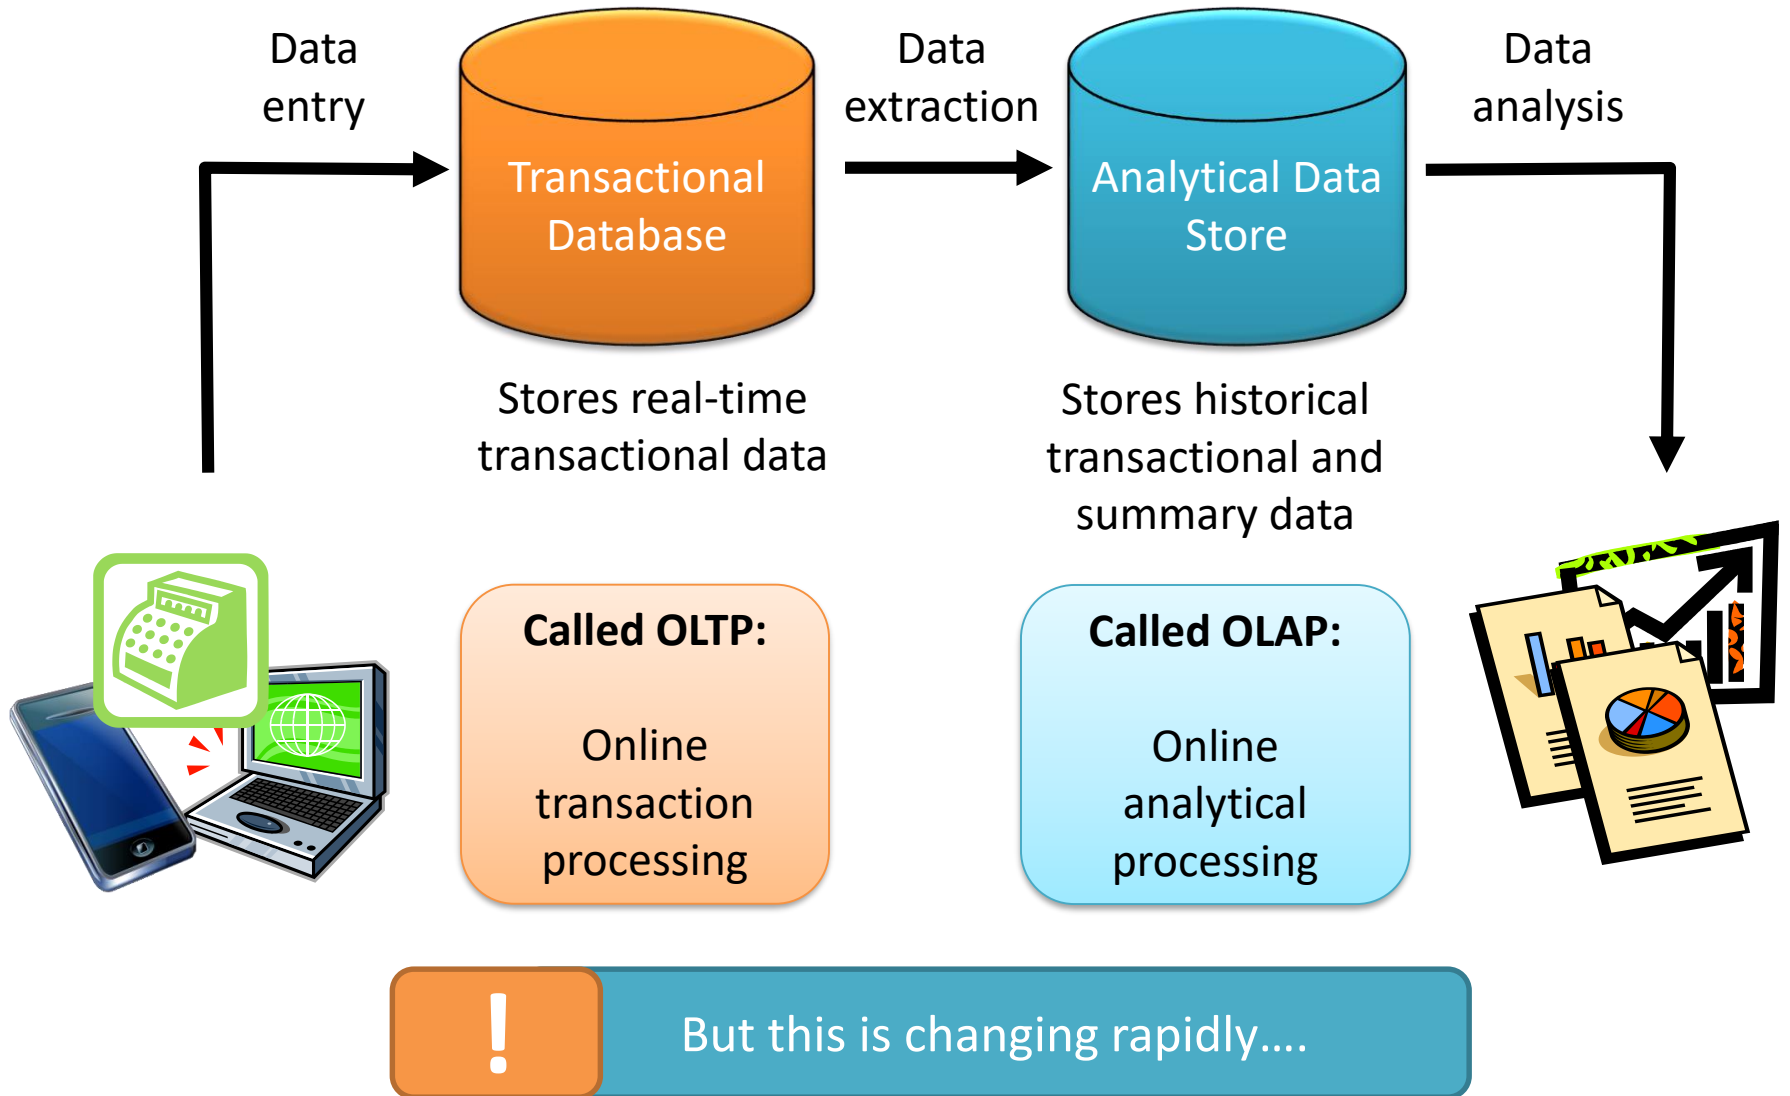 Data
entry
Transactional
Database
Data
extraction
Analytical Data
Store
Data
analysis
Stores real-time
transactional data
Stores historical
transactional and
summary data
Called OLTP:
Online
transaction
processing
Called OLAP:
Online
analytical
processing
!
But this is changing rapidly....